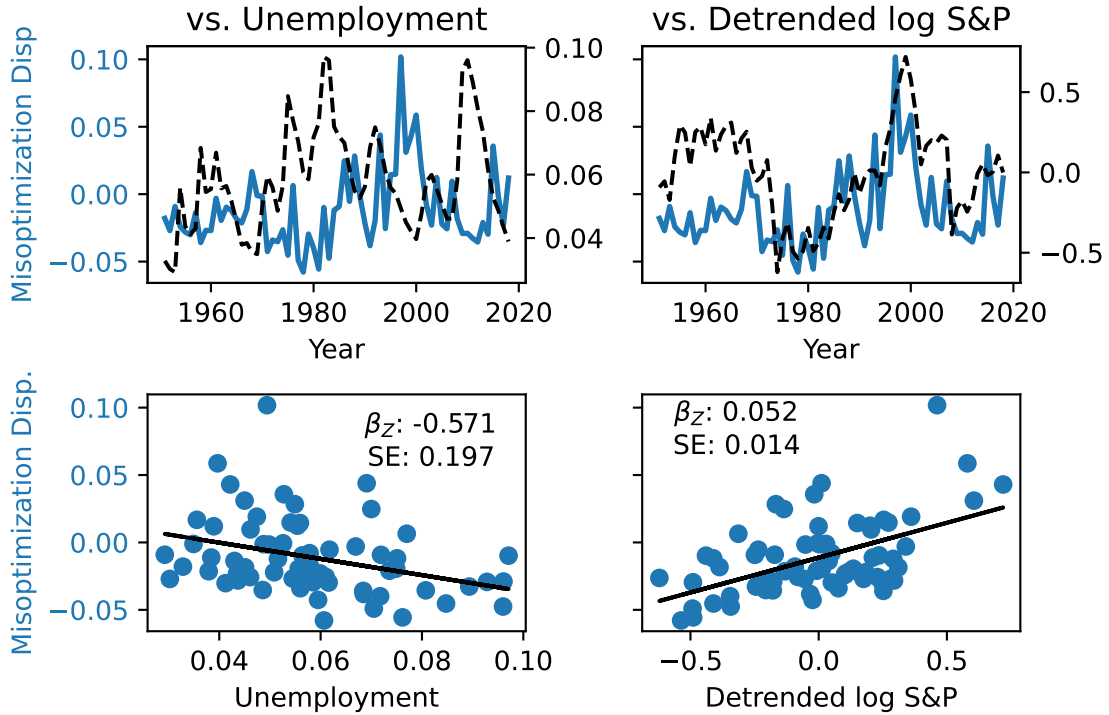 vs. Unemployment
vs. Detrended log S&P
Misoptimization Disp
0.10
0.05
0.00
−0.05
0.10
0.08
0.06
0.04
1960
1980
2000
2020
Year
0.5
0.0
−0.5
1960
1980
2000
2020
Year
Misoptimization Disp.
0.10
0.05
0.00
−0.05
β_Z: -0.571
SE: 0.197
0.04
0.06
0.08
0.10
Unemployment
β_Z: 0.052
SE: 0.014
−0.5
0.0
0.5
Detrended log S&P